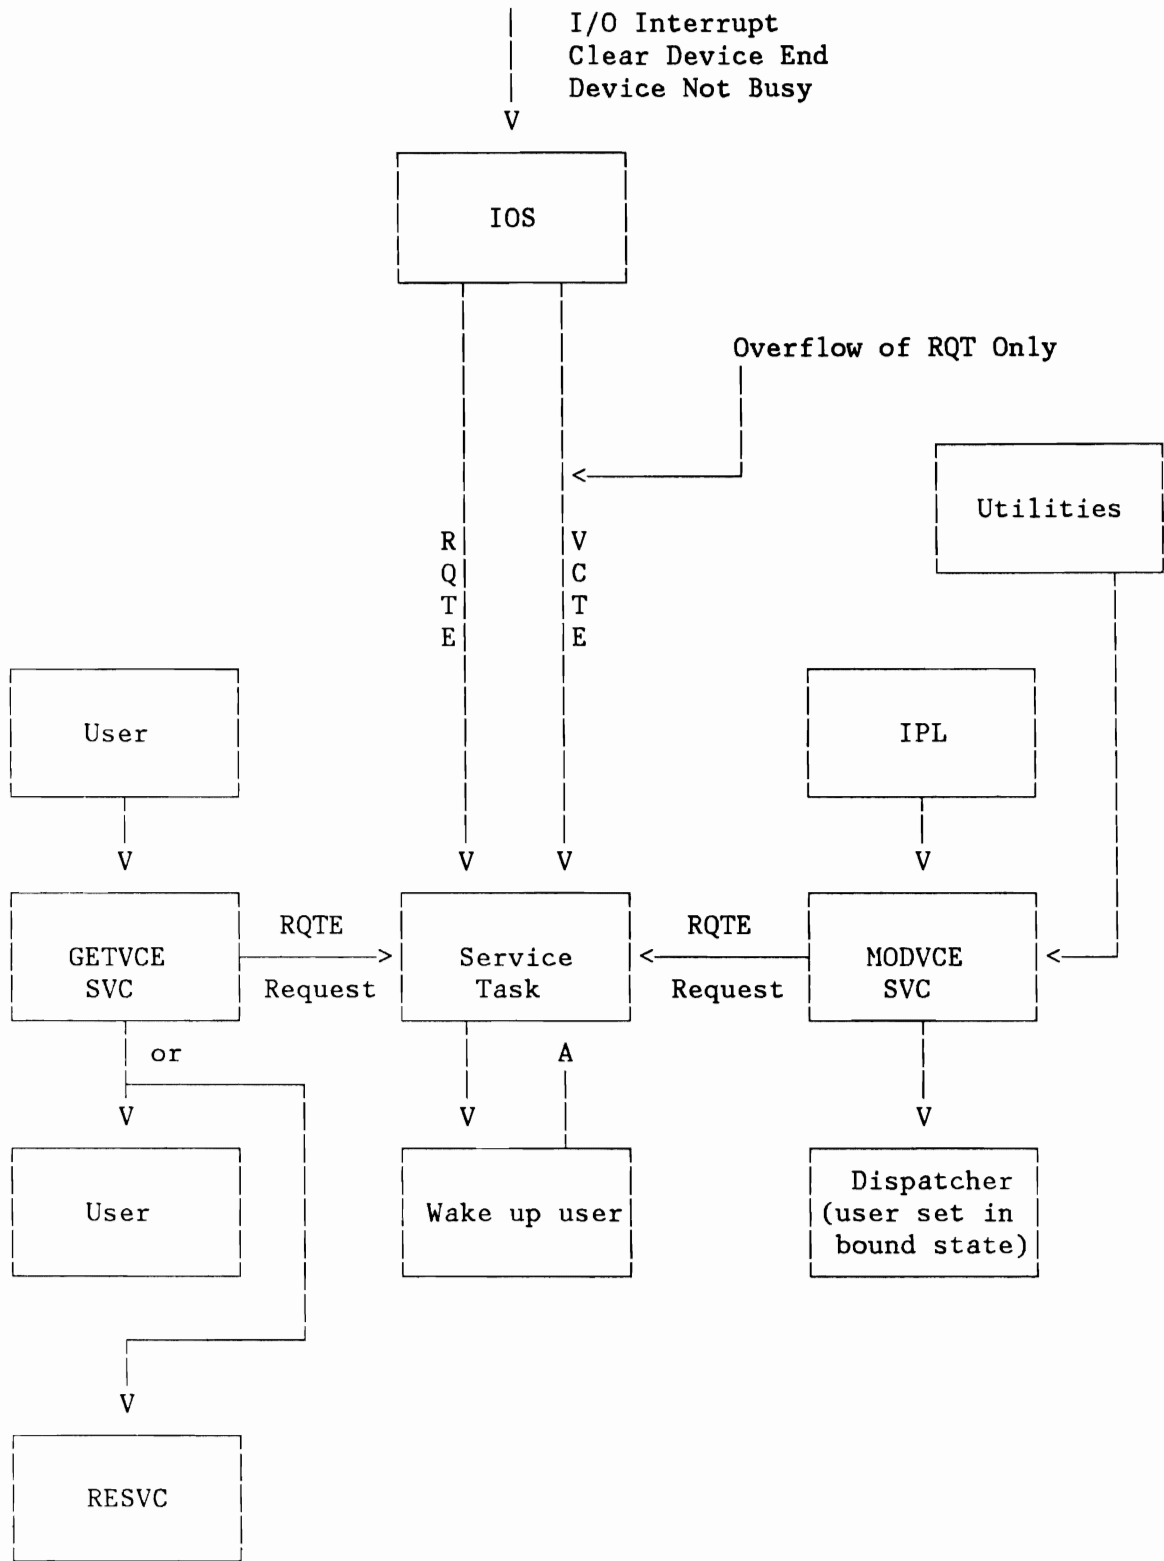 I/O Interrupt
Clear Device End
Device Not Busy
V
IOS
Overflow of RQT Only
<
Utilities
R V
Q C
T T
E E
User
IPL
V V V V
GETVCE
SVC
RQTE
>
Request
Service
Task
<
RQTE
Request
MODVCE
SVC
<
or
A
V V V
User
Wake up user
Dispatcher
(user set in
bound state)
V
RESVC